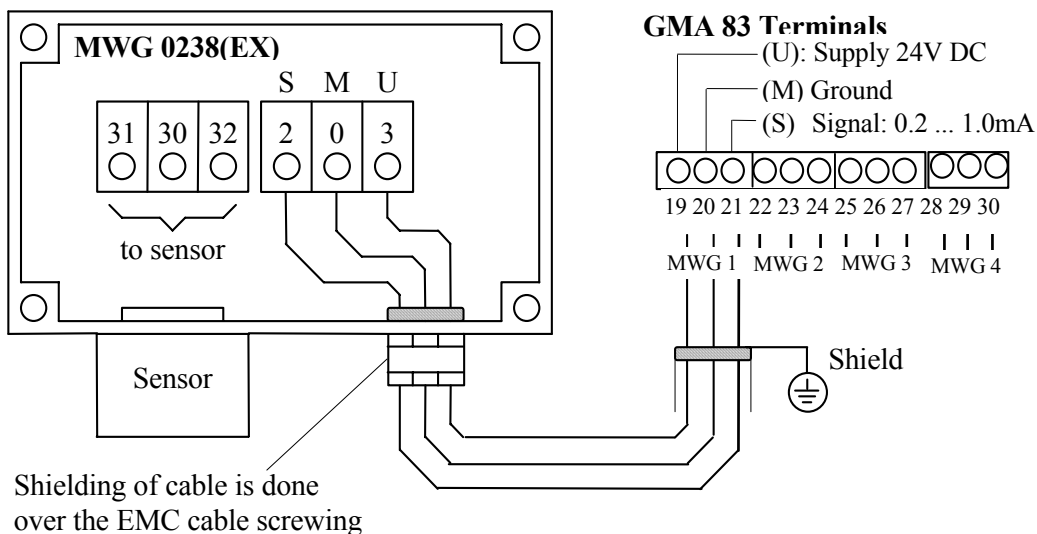 MWG 0238(EX)
S M U
31 30 32 2 0 3
to sensor
Sensor
Shielding of cable is done
over the EMC cable screwing
GMA 83 Terminals
(U): Supply 24V DC
(M) Ground
(S) Signal: 0.2 ... 1.0mA
19 20 21 22 23 24 25 26 27 28 29 30
MWG 1 MWG 2 MWG 3 MWG 4
Shield